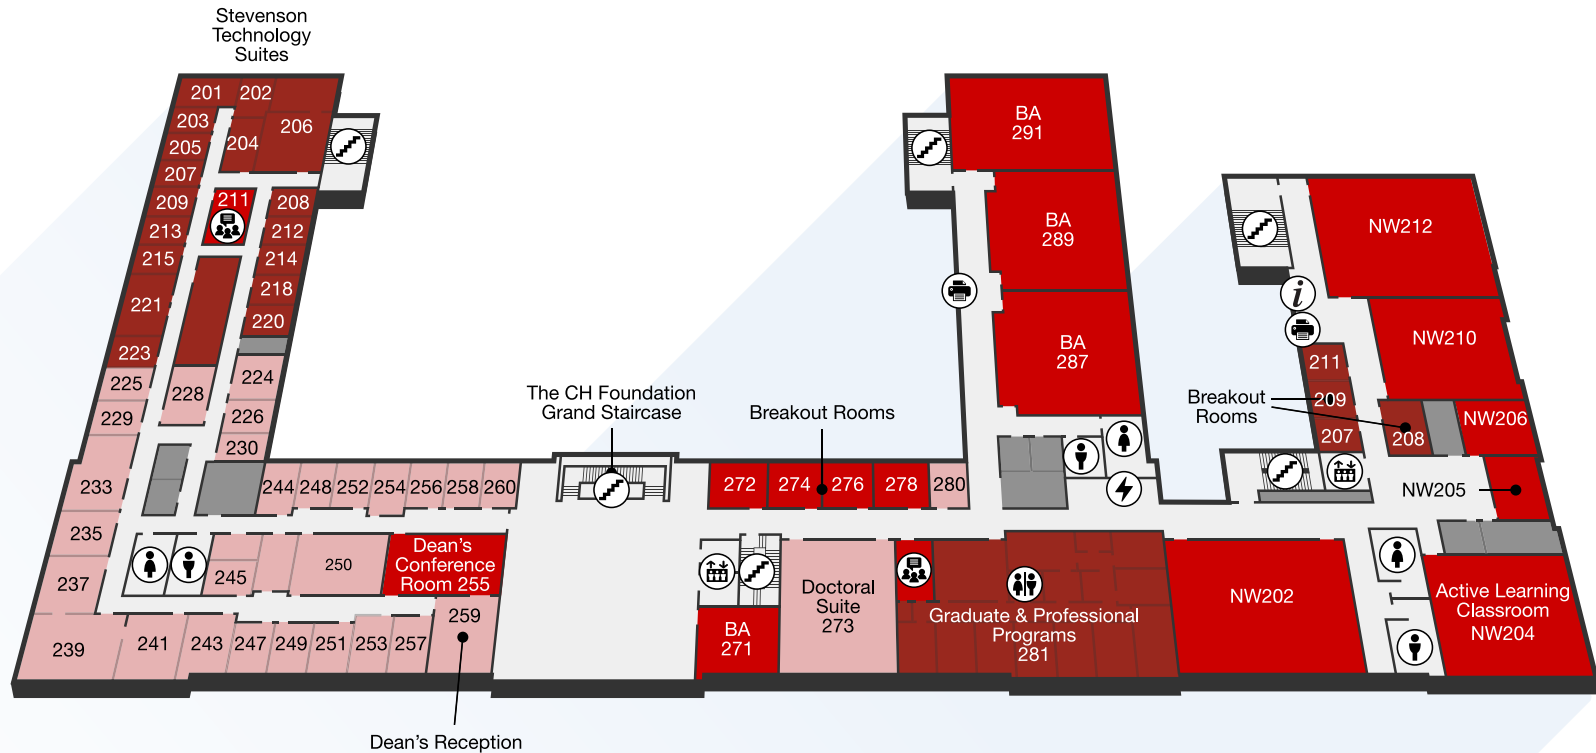 Stevenson
Technology
Suites
201
202
203
204
206
205
207
209
211
208
213
212
215
214
218
221
220
223
225
228
224
229
226
230
233
235
237
239
244
248
252
254
256
258
260
245
250
Dean's
Conference
Room 255
259
241
243
247
249
251
253
257
Dean's Reception
The CH Foundation
Grand Staircase
Breakout Rooms
272
274
276
278
280
BA
271
Doctoral
Suite
273
Graduate & Professional
Programs
281
BA
291
BA
289
BA
287
i
NW212
NW210
211
209
207
Breakout
Rooms
208
NW206
NW205
NW202
Active Learning
Classroom
NW204